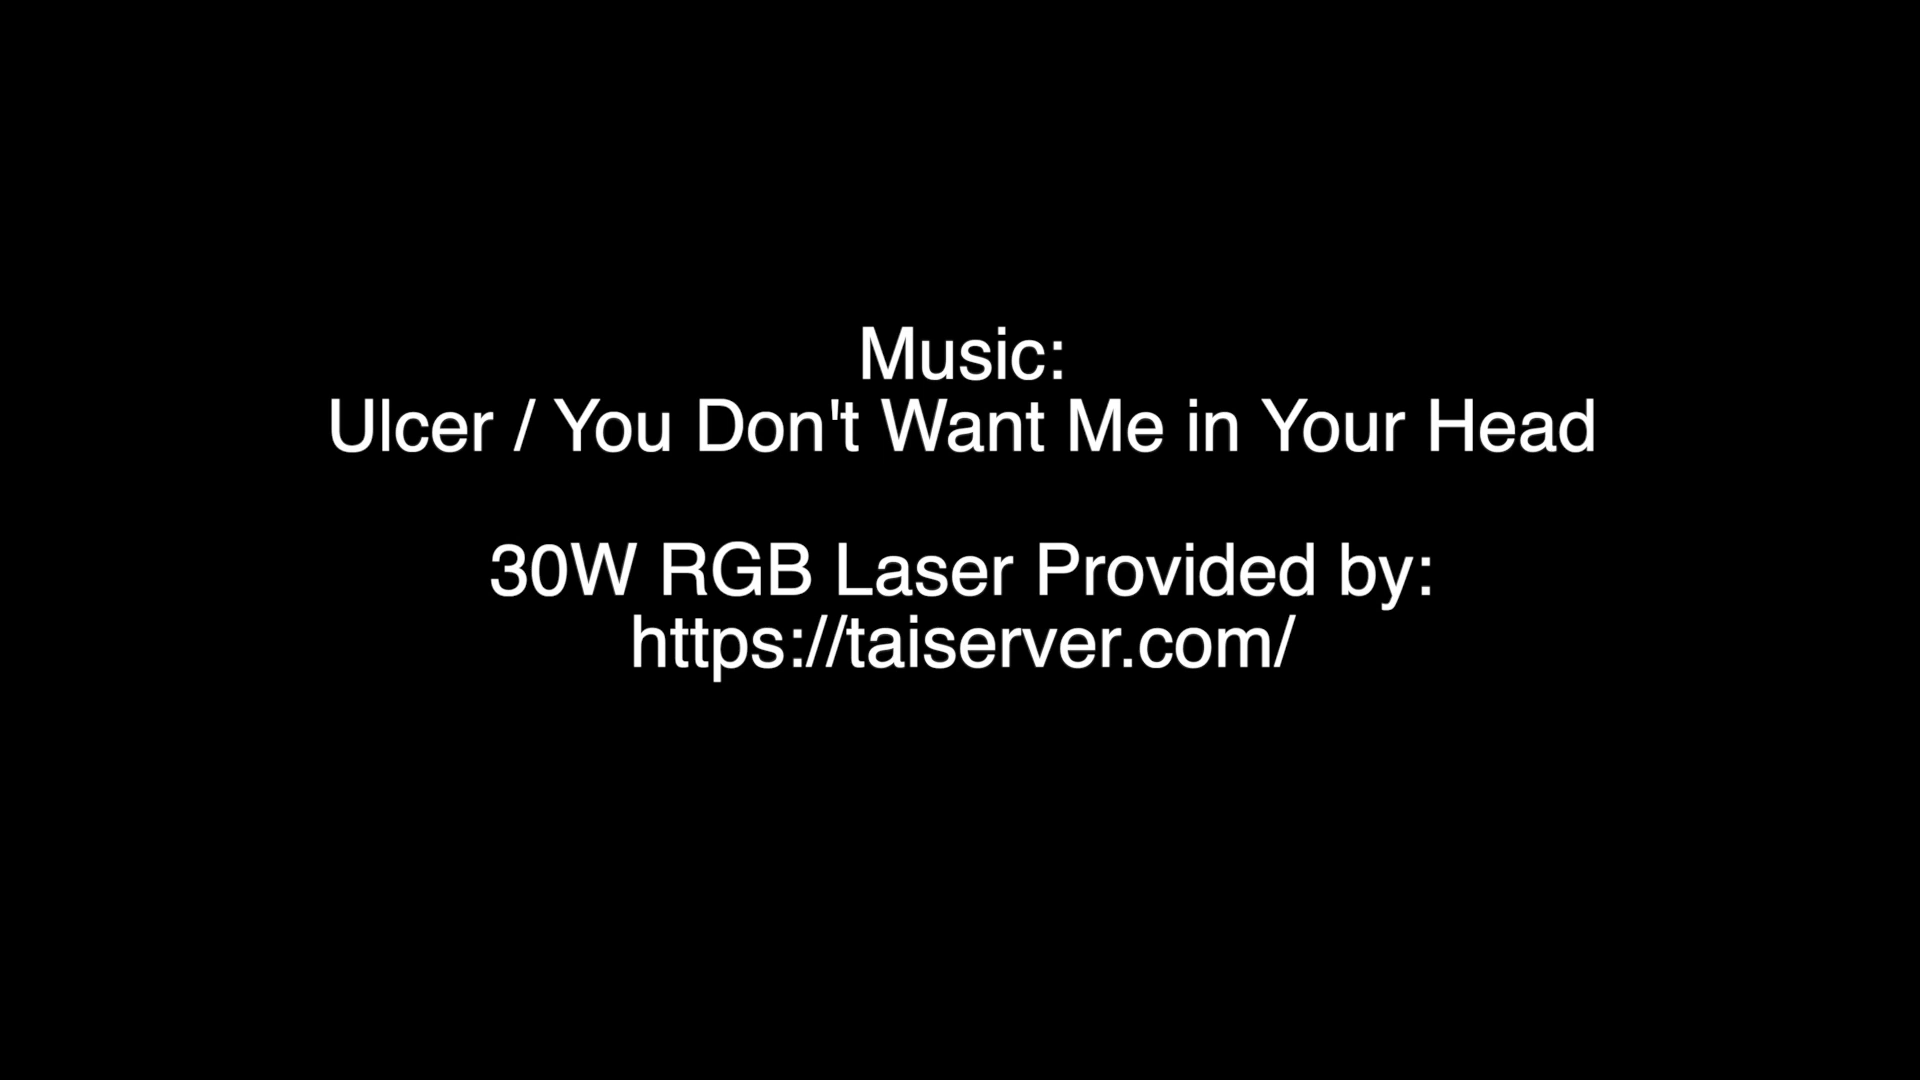 Music:
Ulcer / You Don't Want Me in Your Head
30W RGB Laser Provided by:
https://taiserver.com/